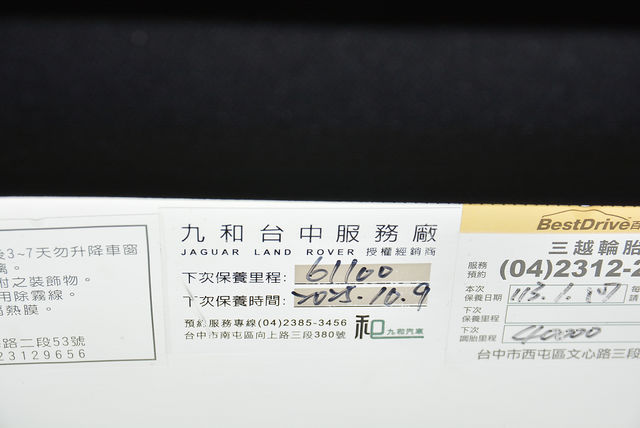 3~7天勿升降車窗
附之裝飾物。
用除霧線。
熱膜。
路二段53號
23129656
九和台中服務廠
JAGUAR LAND ROVER 授權經銷商
下次保養里程: 61100
下次保養時間: 2025.10.9
預約服務專線(04)2385-3456
台中市南屯區向上路三段380號
和 九和汽車
BestDrive
三越輪胎
服務預約 (04)2312-2
本次保養日期 113.1.
下次保養里程
下次調胎里程 40000
台中市西屯區文心路三段